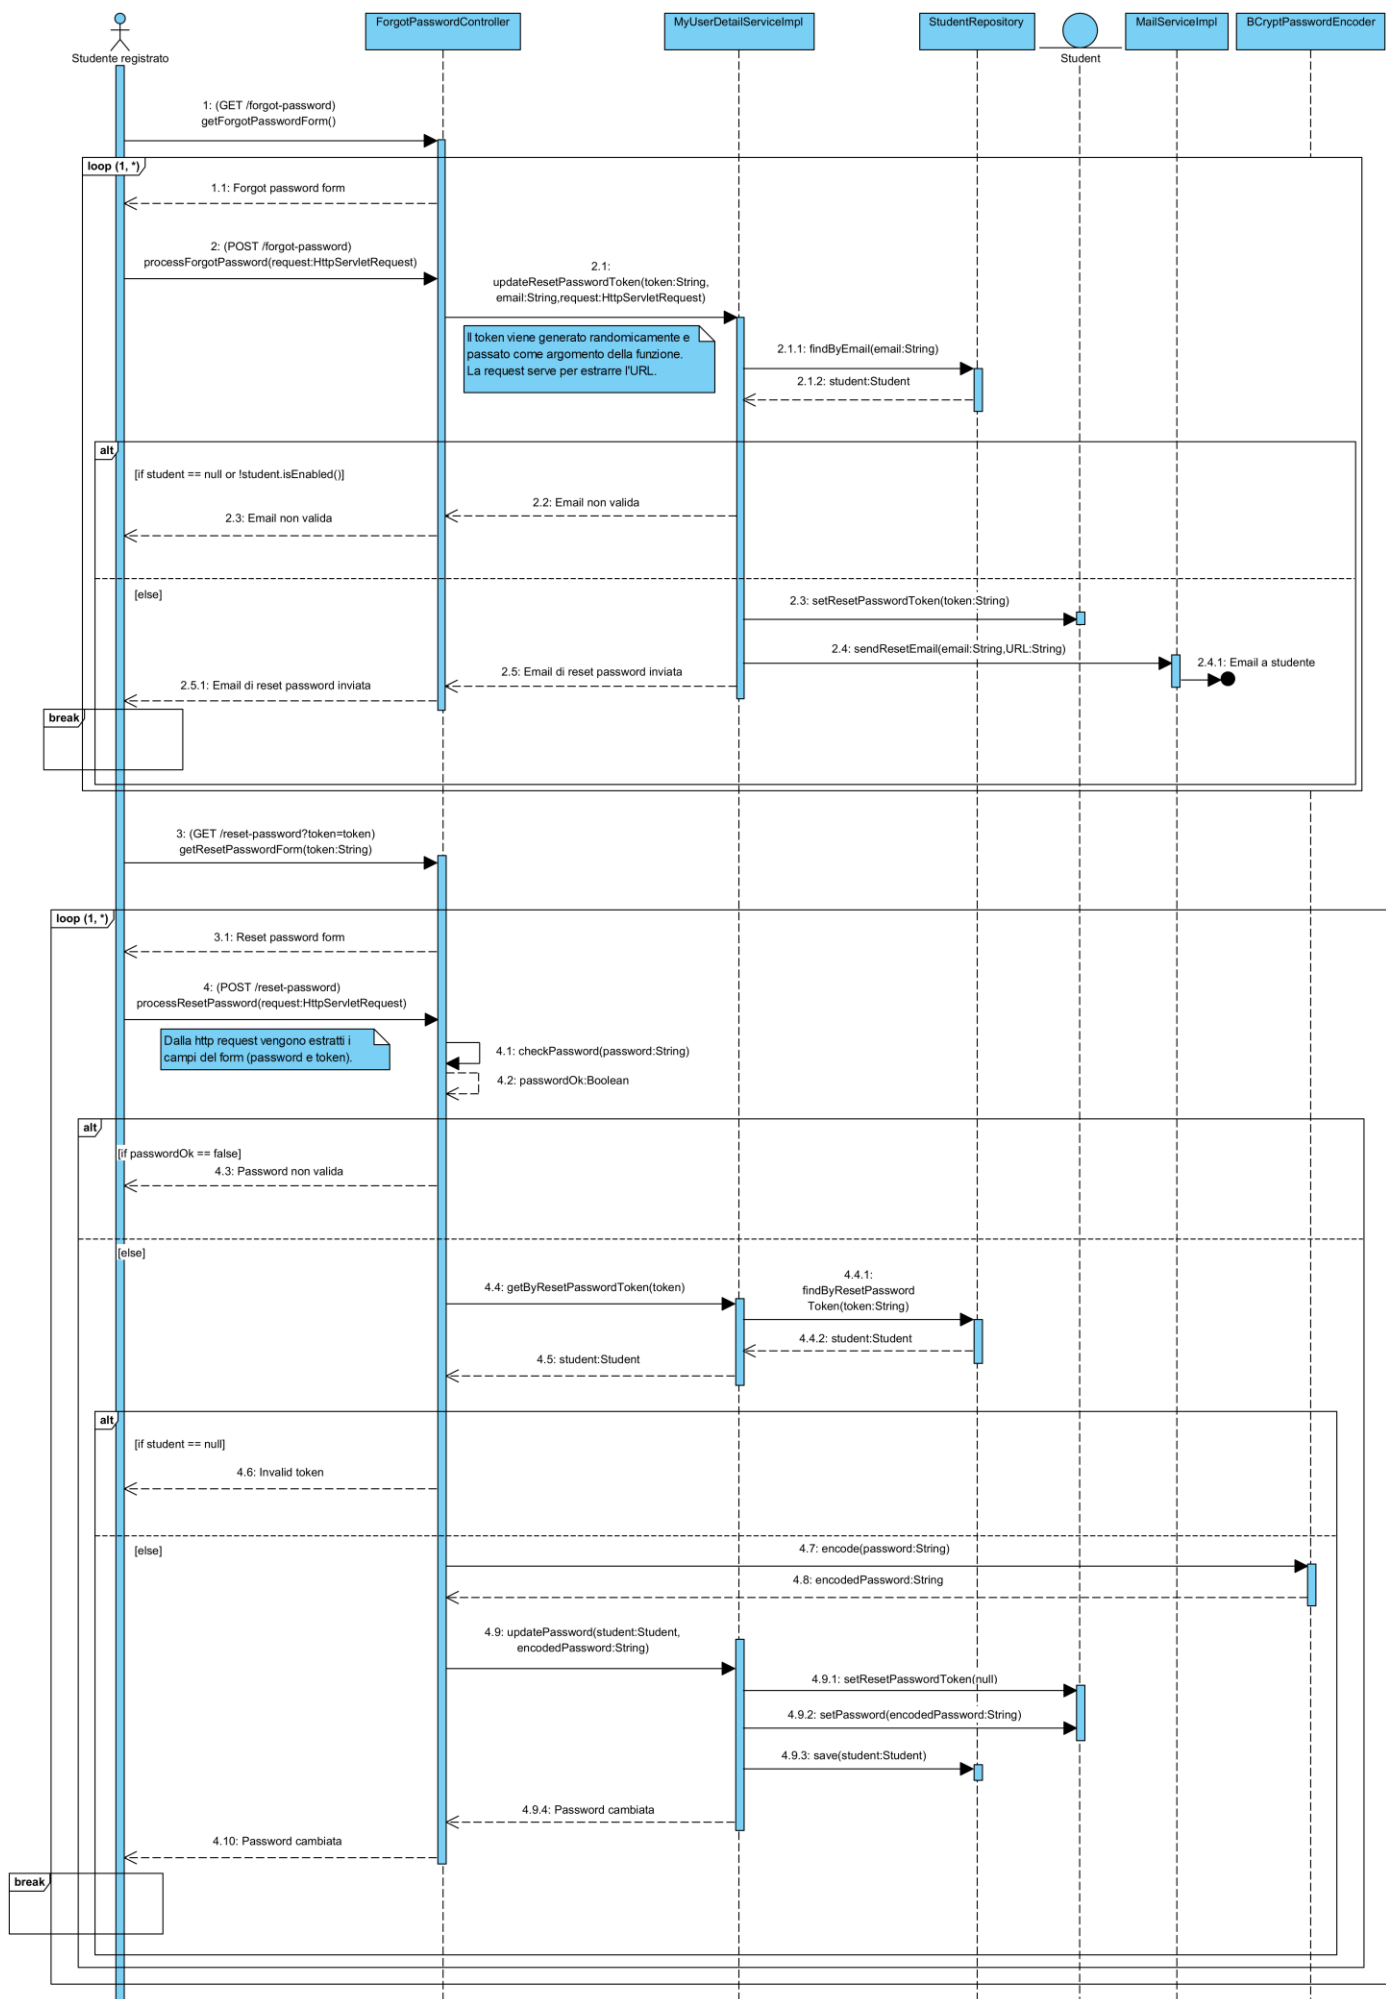 ForgotPasswordController
MyUserDetailServiceImpl
StudentRepository
MailServiceImpl
BCryptPasswordEncoder
Studente registrato
Student
1: (GET /forgot-password)
getForgotPasswordForm()
loop (1, *)
1.1: Forgot password form
2: (POST /forgot-password)
processForgotPassword(request:HttpServletRequest)
2.1:
updateResetPasswordToken(token:String,
email:String,request:HttpServletRequest)
Il token viene generato randomicamente e
passato come argomento della funzione.
La request serve per estrarre l'URL.
2.1.1: findByEmail(email:String)
2.1.2: student:Student
alt
[if student == null or !student.isEnabled()]
2.2: Email non valida
2.3: Email non valida
[else]
2.3: setResetPasswordToken(token:String)
2.4: sendResetEmail(email:String,URL:String)
2.4.1: Email a studente
2.5: Email di reset password inviata
2.5.1: Email di reset password inviata
break
3: (GET /reset-password?token=token)
getResetPasswordForm(token:String)
loop (1, *)
3.1: Reset password form
4: (POST /reset-password)
processResetPassword(request:HttpServletRequest)
Dalla http request vengono estratti i
campi del form (password e token).
4.1: checkPassword(password:String)
4.2: passwordOk:Boolean
alt
[if passwordOk == false]
4.3: Password non valida
[else]
4.4: getByResetPasswordToken(token)
4.4.1:
findByResetPassword
Token(token:String)
4.4.2: student:Student
4.5: student:Student
alt
[if student == null]
4.6: Invalid token
[else]
4.7: encode(password:String)
4.8: encodedPassword:String
4.9: updatePassword(student:Student,
encodedPassword:String)
4.9.1: setResetPasswordToken(null)
4.9.2: setPassword(encodedPassword:String)
4.9.3: save(student:Student)
4.9.4: Password cambiata
4.10: Password cambiata
break